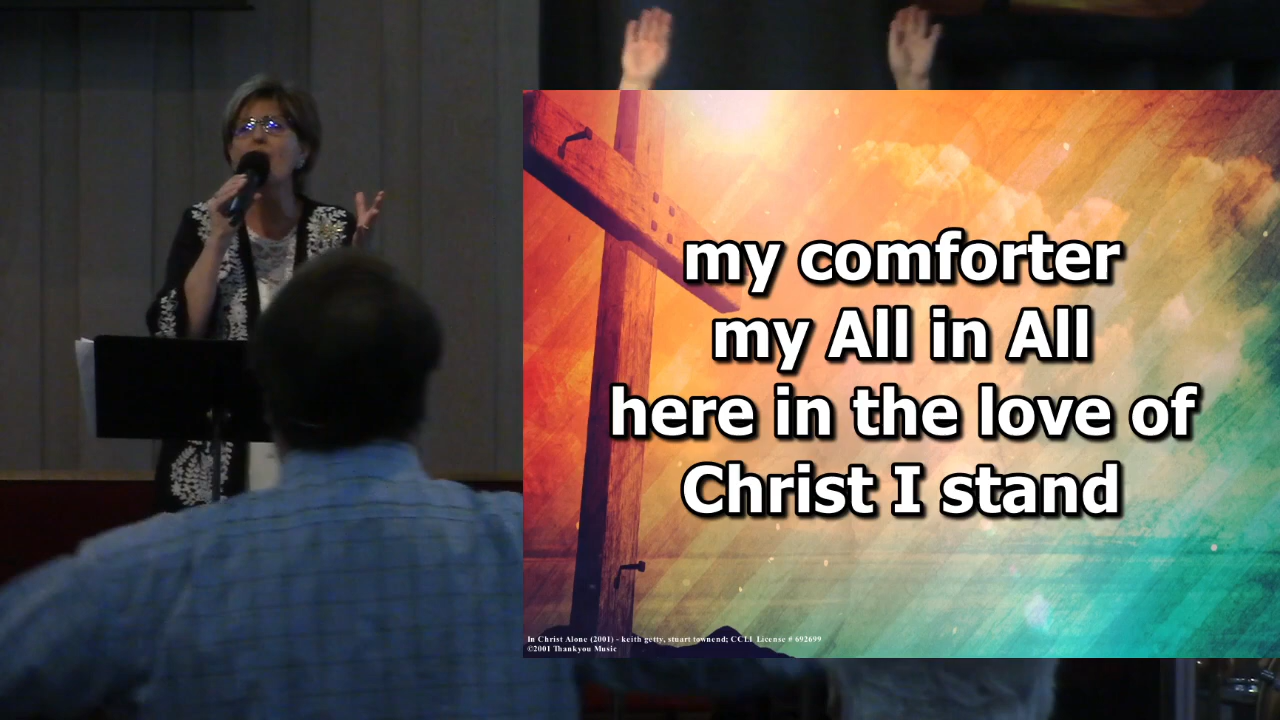 my comforter
my All in All
here in the love of
Christ I stand
In Christ Alone (2001) - keith getty, stuart townend; CCLI License # 692699
©2001 Thankyou Music